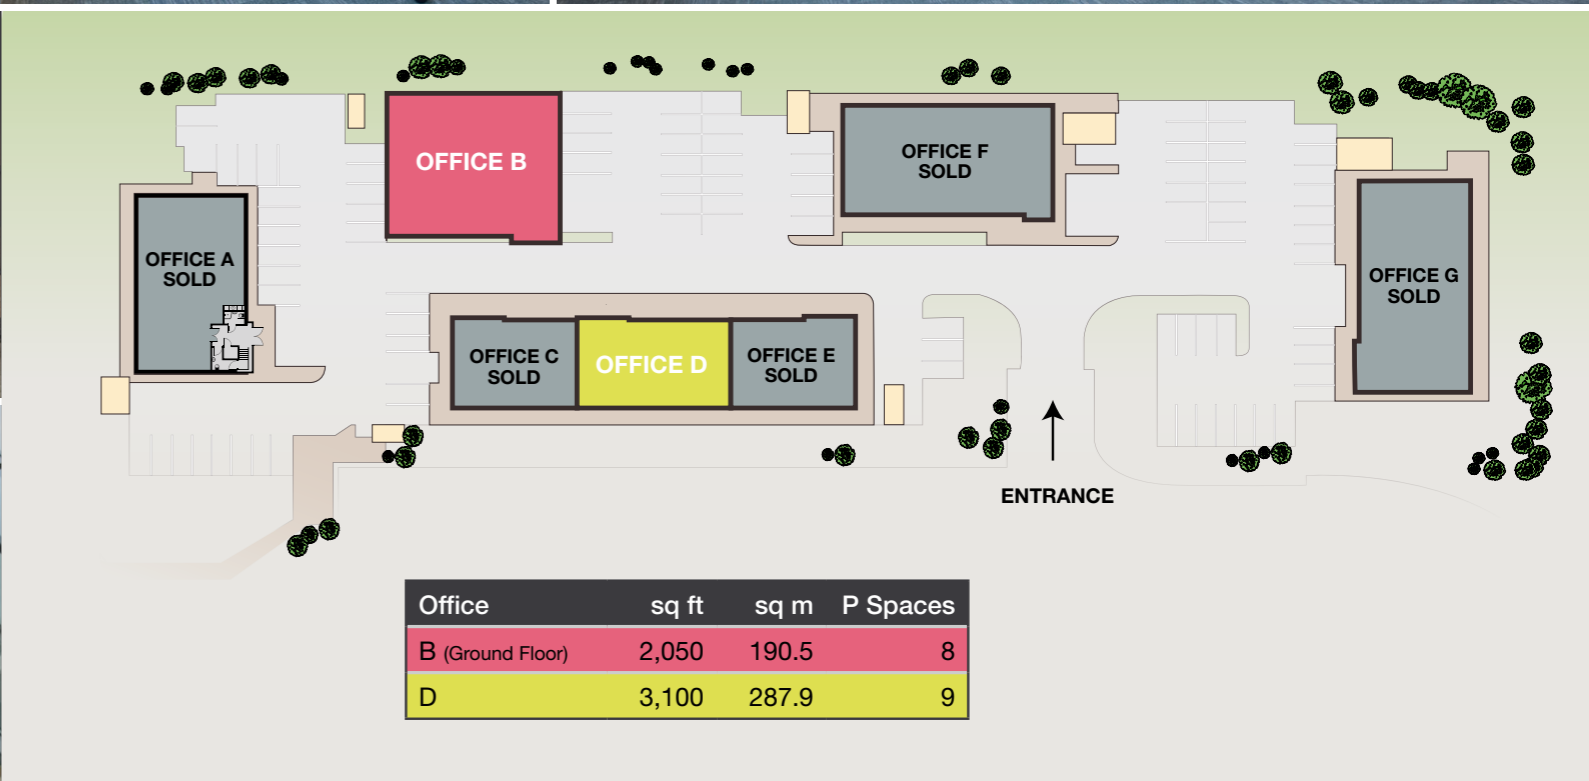 OFFICE B
OFFICE F
SOLD
OFFICE A
SOLD
OFFICE G
SOLD
OFFICE C
SOLD
OFFICE D
OFFICE E
SOLD
ENTRANCE
Office sq ft sq m P Spaces
B (Ground Floor) 2,050 190.5 8
D 3,100 287.9 9